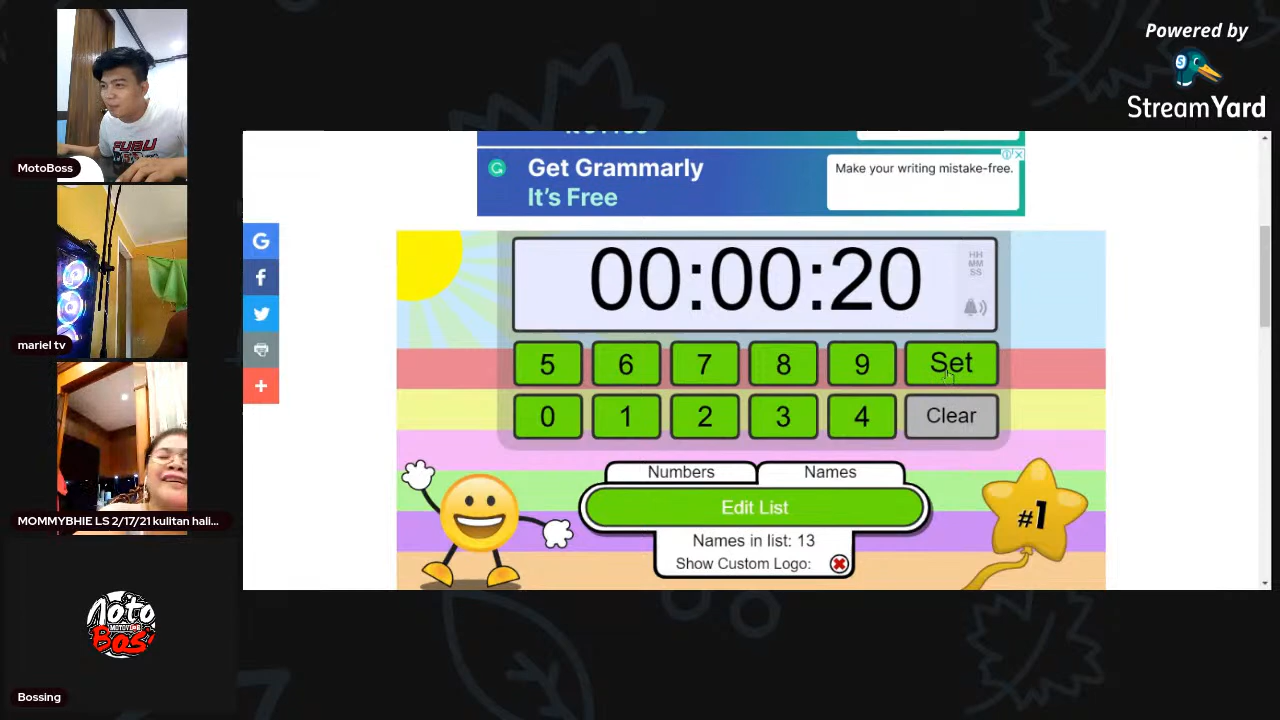 Powered by
StreamYard
MotoBoss
mariel tv
MOMMYBHIE LS 2/17/21 kulitan hali...
Bossing
Get Grammarly
It's Free
Make your writing mistake-free.
00:00:20
HH
MM
SS
5 6 7 8 9 Set
0 1 2 3 4 Clear
Numbers Names
Edit List
Names in list: 13
Show Custom Logo:
#1